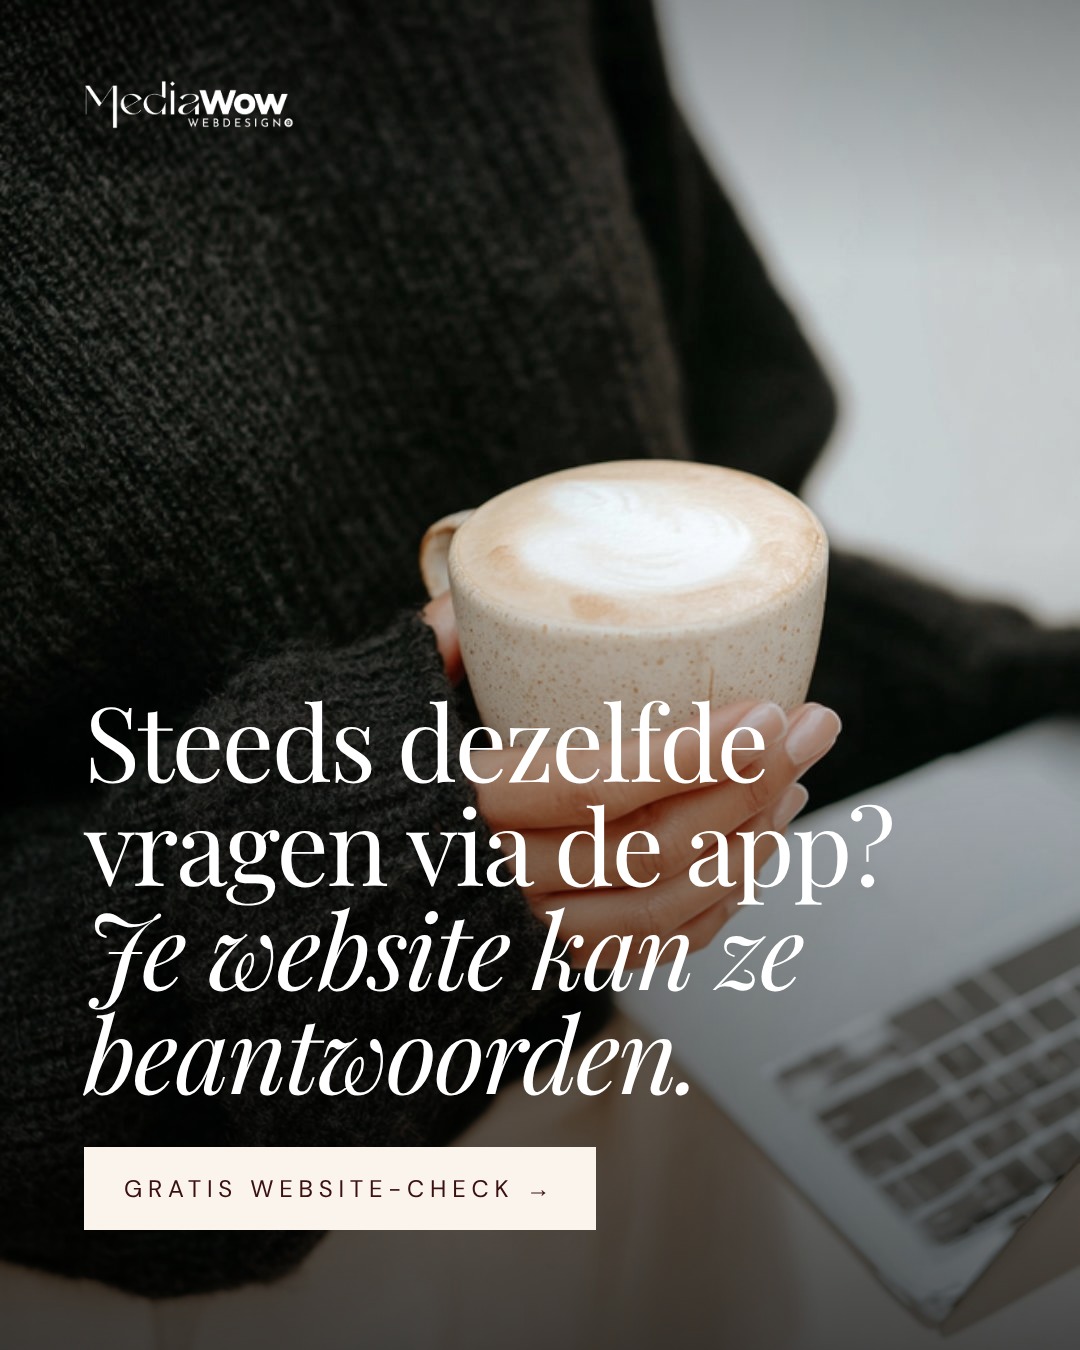 MediaWow
WEBDESIGN
Steeds dezelfde
vragen via de app?
Je website kan ze
beantwoorden.
GRATIS WEBSITE-CHECK →